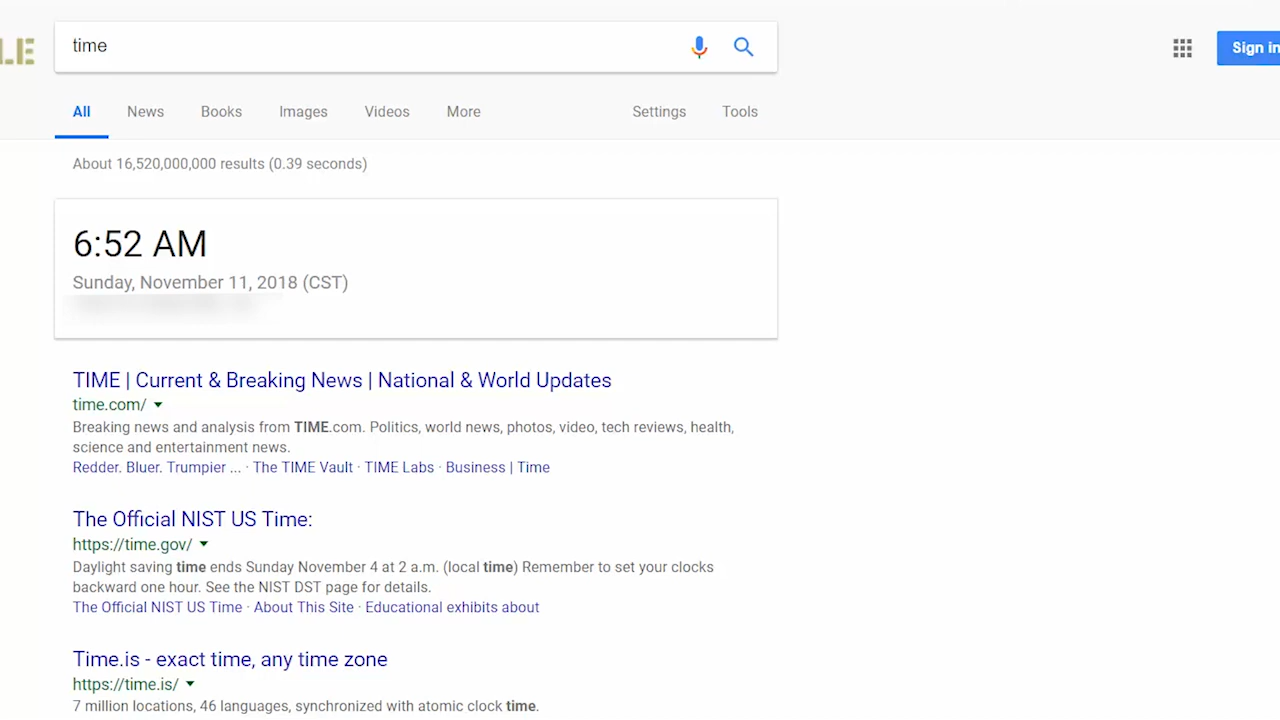 LE
time
Sign in
All News Books Images Videos More Settings Tools
About 16,520,000,000 results (0.39 seconds)
6:52 AM
Sunday, November 11, 2018 (CST)
TIME | Current & Breaking News | National & World Updates
time.com/
Breaking news and analysis from TIME.com. Politics, world news, photos, video, tech reviews, health,
science and entertainment news.
Redder. Bluer. Trumpier ... · The TIME Vault · TIME Labs · Business | Time
The Official NIST US Time:
https://time.gov/
Daylight saving time ends Sunday November 4 at 2 a.m. (local time) Remember to set your clocks
backward one hour. See the NIST DST page for details.
The Official NIST US Time · About This Site · Educational exhibits about
Time.is - exact time, any time zone
https://time.is/
7 million locations, 46 languages, synchronized with atomic clock time.